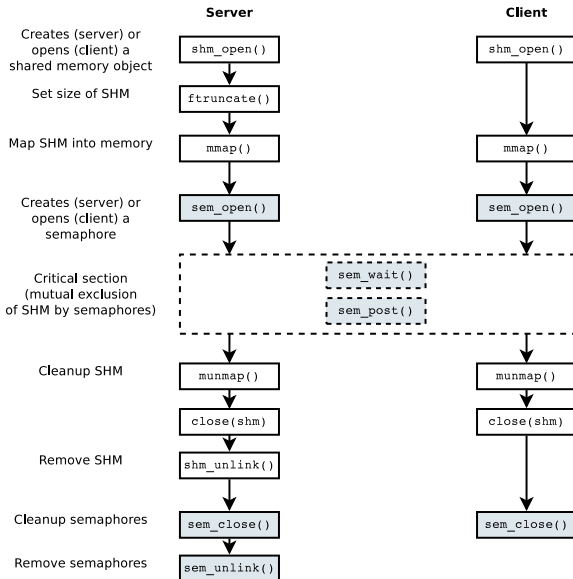 Server Client
Creates (server) or
opens (client) a
shared memory object
shm_open() shm_open()
Set size of SHM ftruncate()
Map SHM into memory mmap() mmap()
Creates (server) or
opens (client) a
semaphore
sem_open() sem_open()
Critical section
(mutual exclusion
of SHM by semaphores)
sem_wait()
sem_post()
Cleanup SHM munmap() munmap()
close(shm) close(shm)
Remove SHM shm_unlink()
Cleanup semaphores sem_close() sem_close()
Remove semaphores sem_unlink()